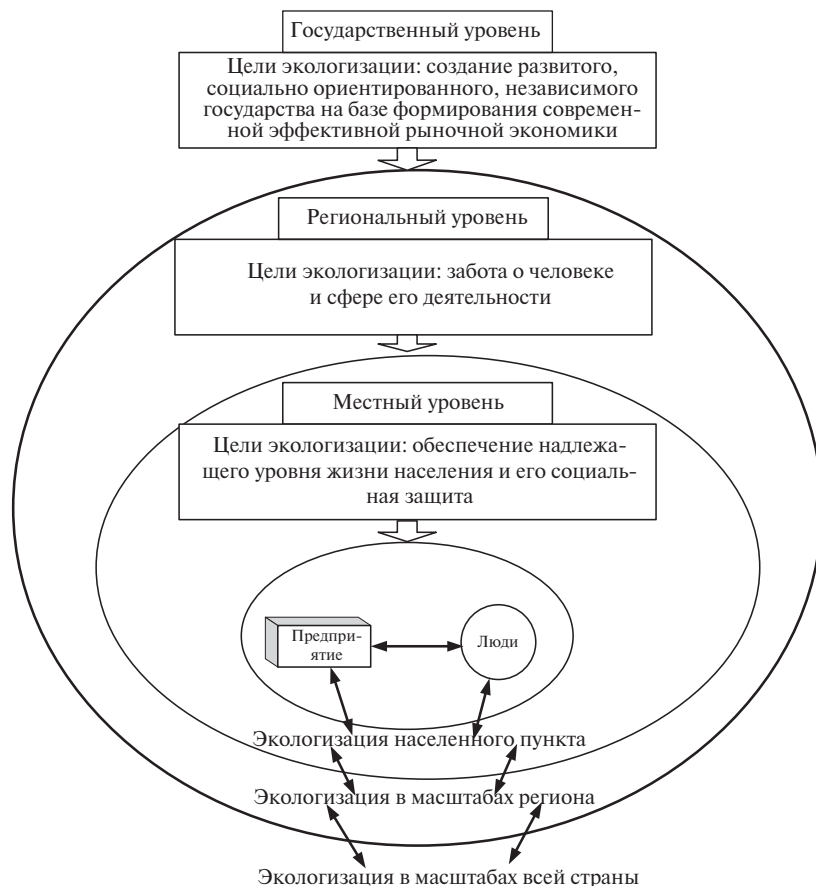 Государственный уровень
Цели экологизации: создание развитого,
социально ориентированного, независимого
государства на базе формирования современ-
ной эффективной рыночной экономики
Региональный уровень
Цели экологизации: забота о человеке
и сфере его деятельности
Местный уровень
Цели экологизации: обеспечение надлежа-
щего уровня жизни населения и его социаль-
ная защита
Предпри-
ятие
Люди
Экологизация населенного пункта
Экологизация в масштабах региона
Экологизация в масштабах всей страны